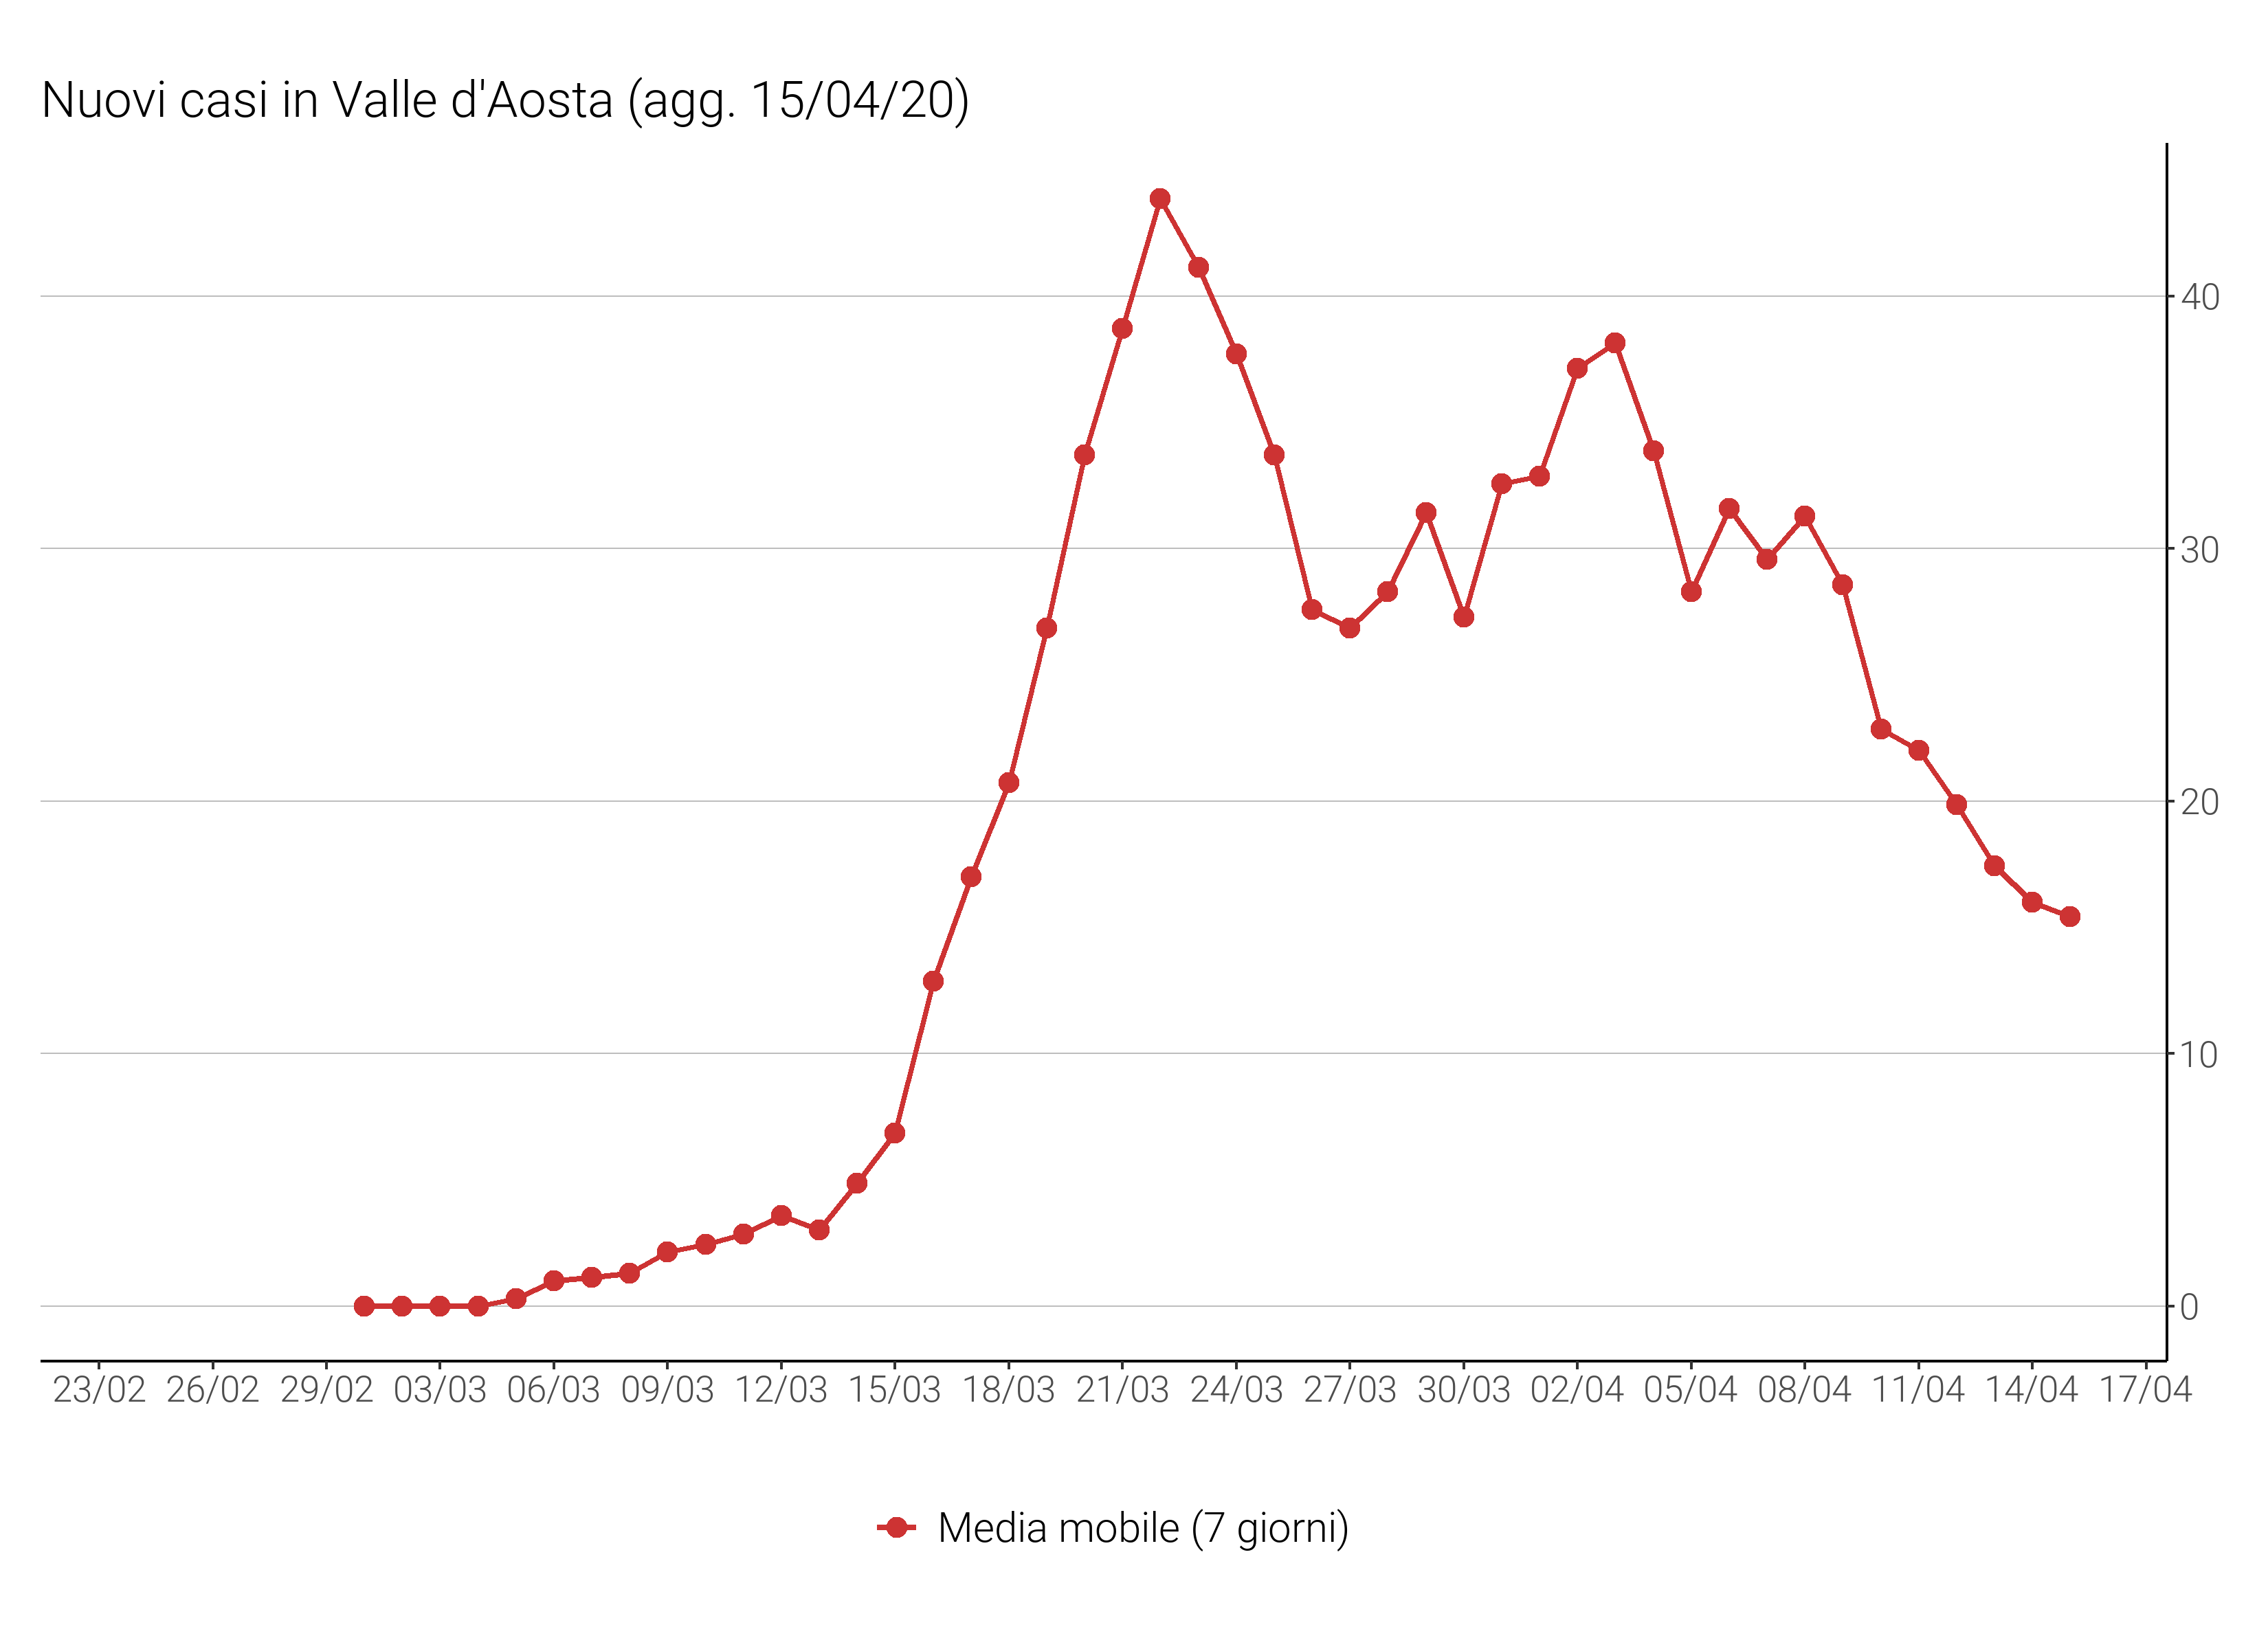 Nuovi casi in Valle d'Aosta (agg. 15/04/20)
40
30
20
10
0
23/02 26/02 29/02 03/03 06/03 09/03 12/03 15/03 18/03 21/03 24/03 27/03 30/03 02/04 05/04 08/04 11/04 14/04 17/04
Media mobile (7 giorni)